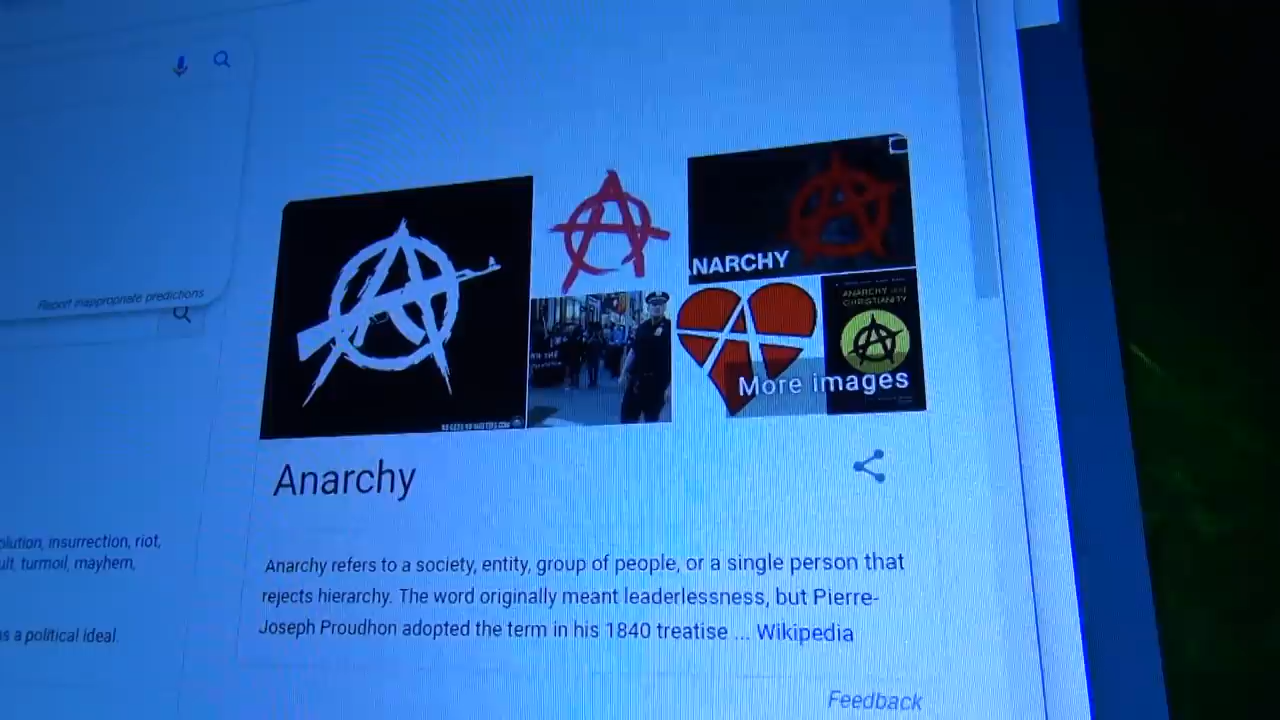 Report inappropriate predictions
NARCHY
ANARCHY and
CHRISTIANITY
More images
Anarchy
olution, insurrection, riot,
ult, turmoil, mayhem,
Anarchy refers to a society, entity, group of people, or a single person that
rejects hierarchy. The word originally meant leaderlessness, but Pierre-
Joseph Proudhon adopted the term in his 1840 treatise ... Wikipedia
s a political ideal.
Feedback